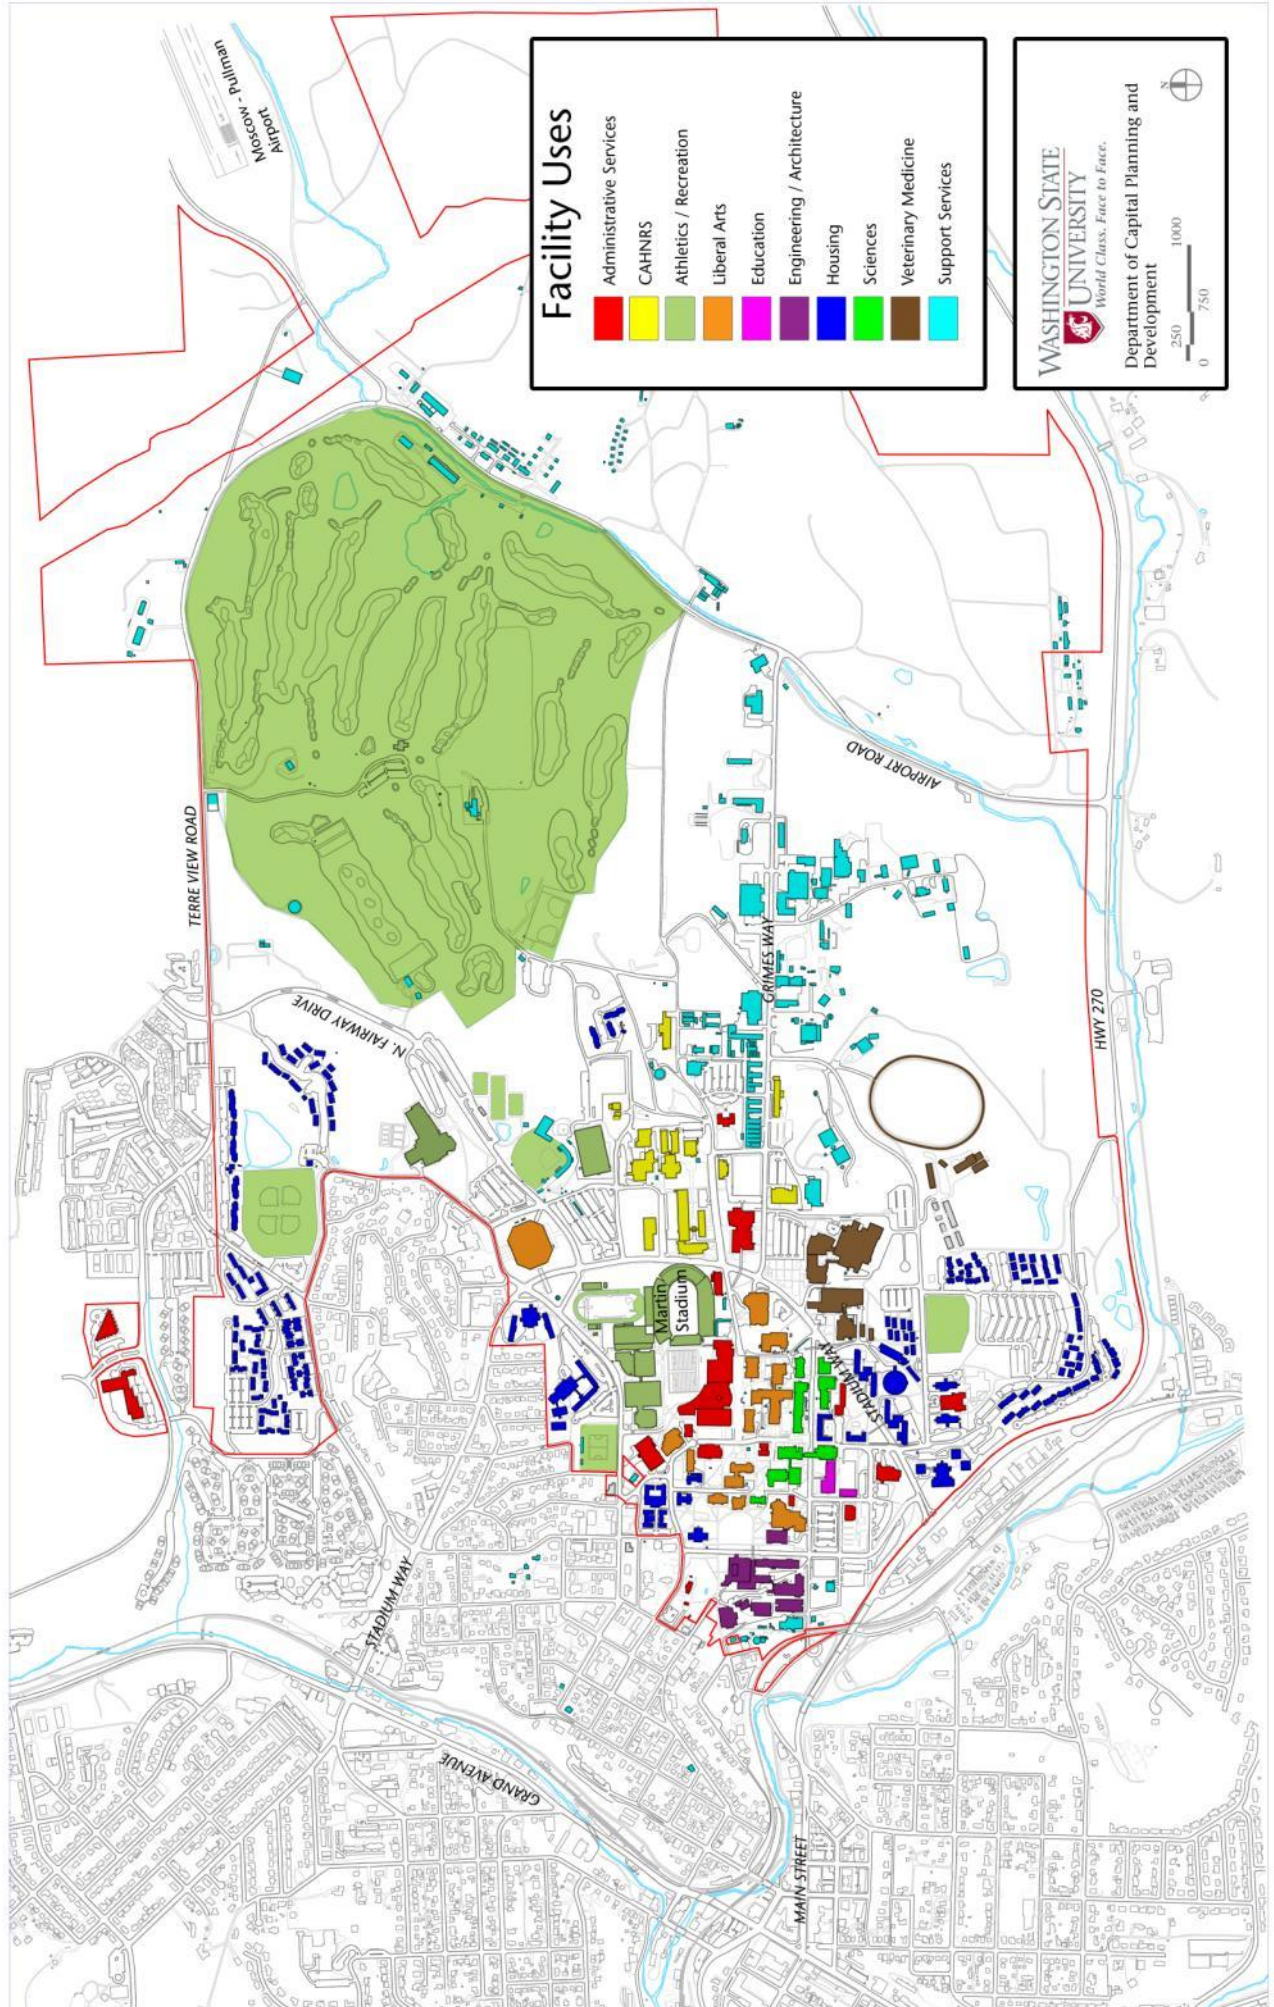 Moscow - Pullman
Airport
TERRE VIEW ROAD
N. FAIRWAY DRIVE
AIRPORT ROAD
GRIMES WAY
HWY 270
Martin
Stadium
STADIUM WAY
STADIUM WAY
GRAND AVENUE
MAIN STREET
Facility Uses
Administrative Services
CAHNRS
Athletics / Recreation
Liberal Arts
Education
Engineering / Architecture
Housing
Sciences
Veterinary Medicine
Support Services
WASHINGTON STATE
UNIVERSITY
World Class. Face to Face.
Department of Capital Planning and
Development
N
0 250 750 1000